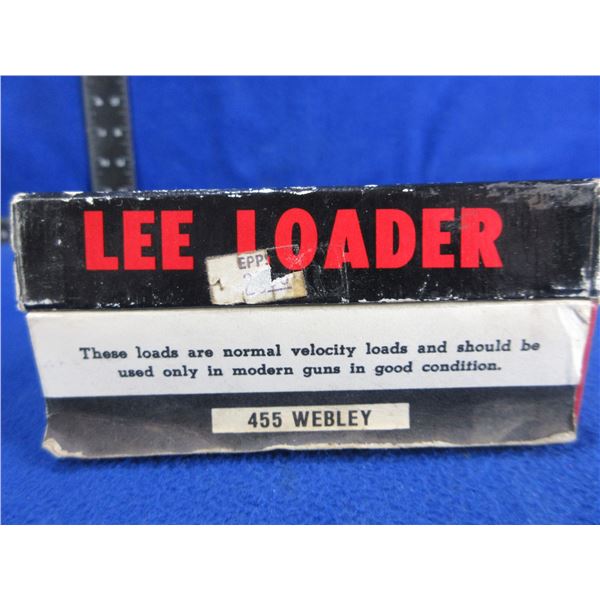 LEE LOADER
These loads are normal velocity loads and should be
used only in modern guns in good condition.
455 WEBLEY